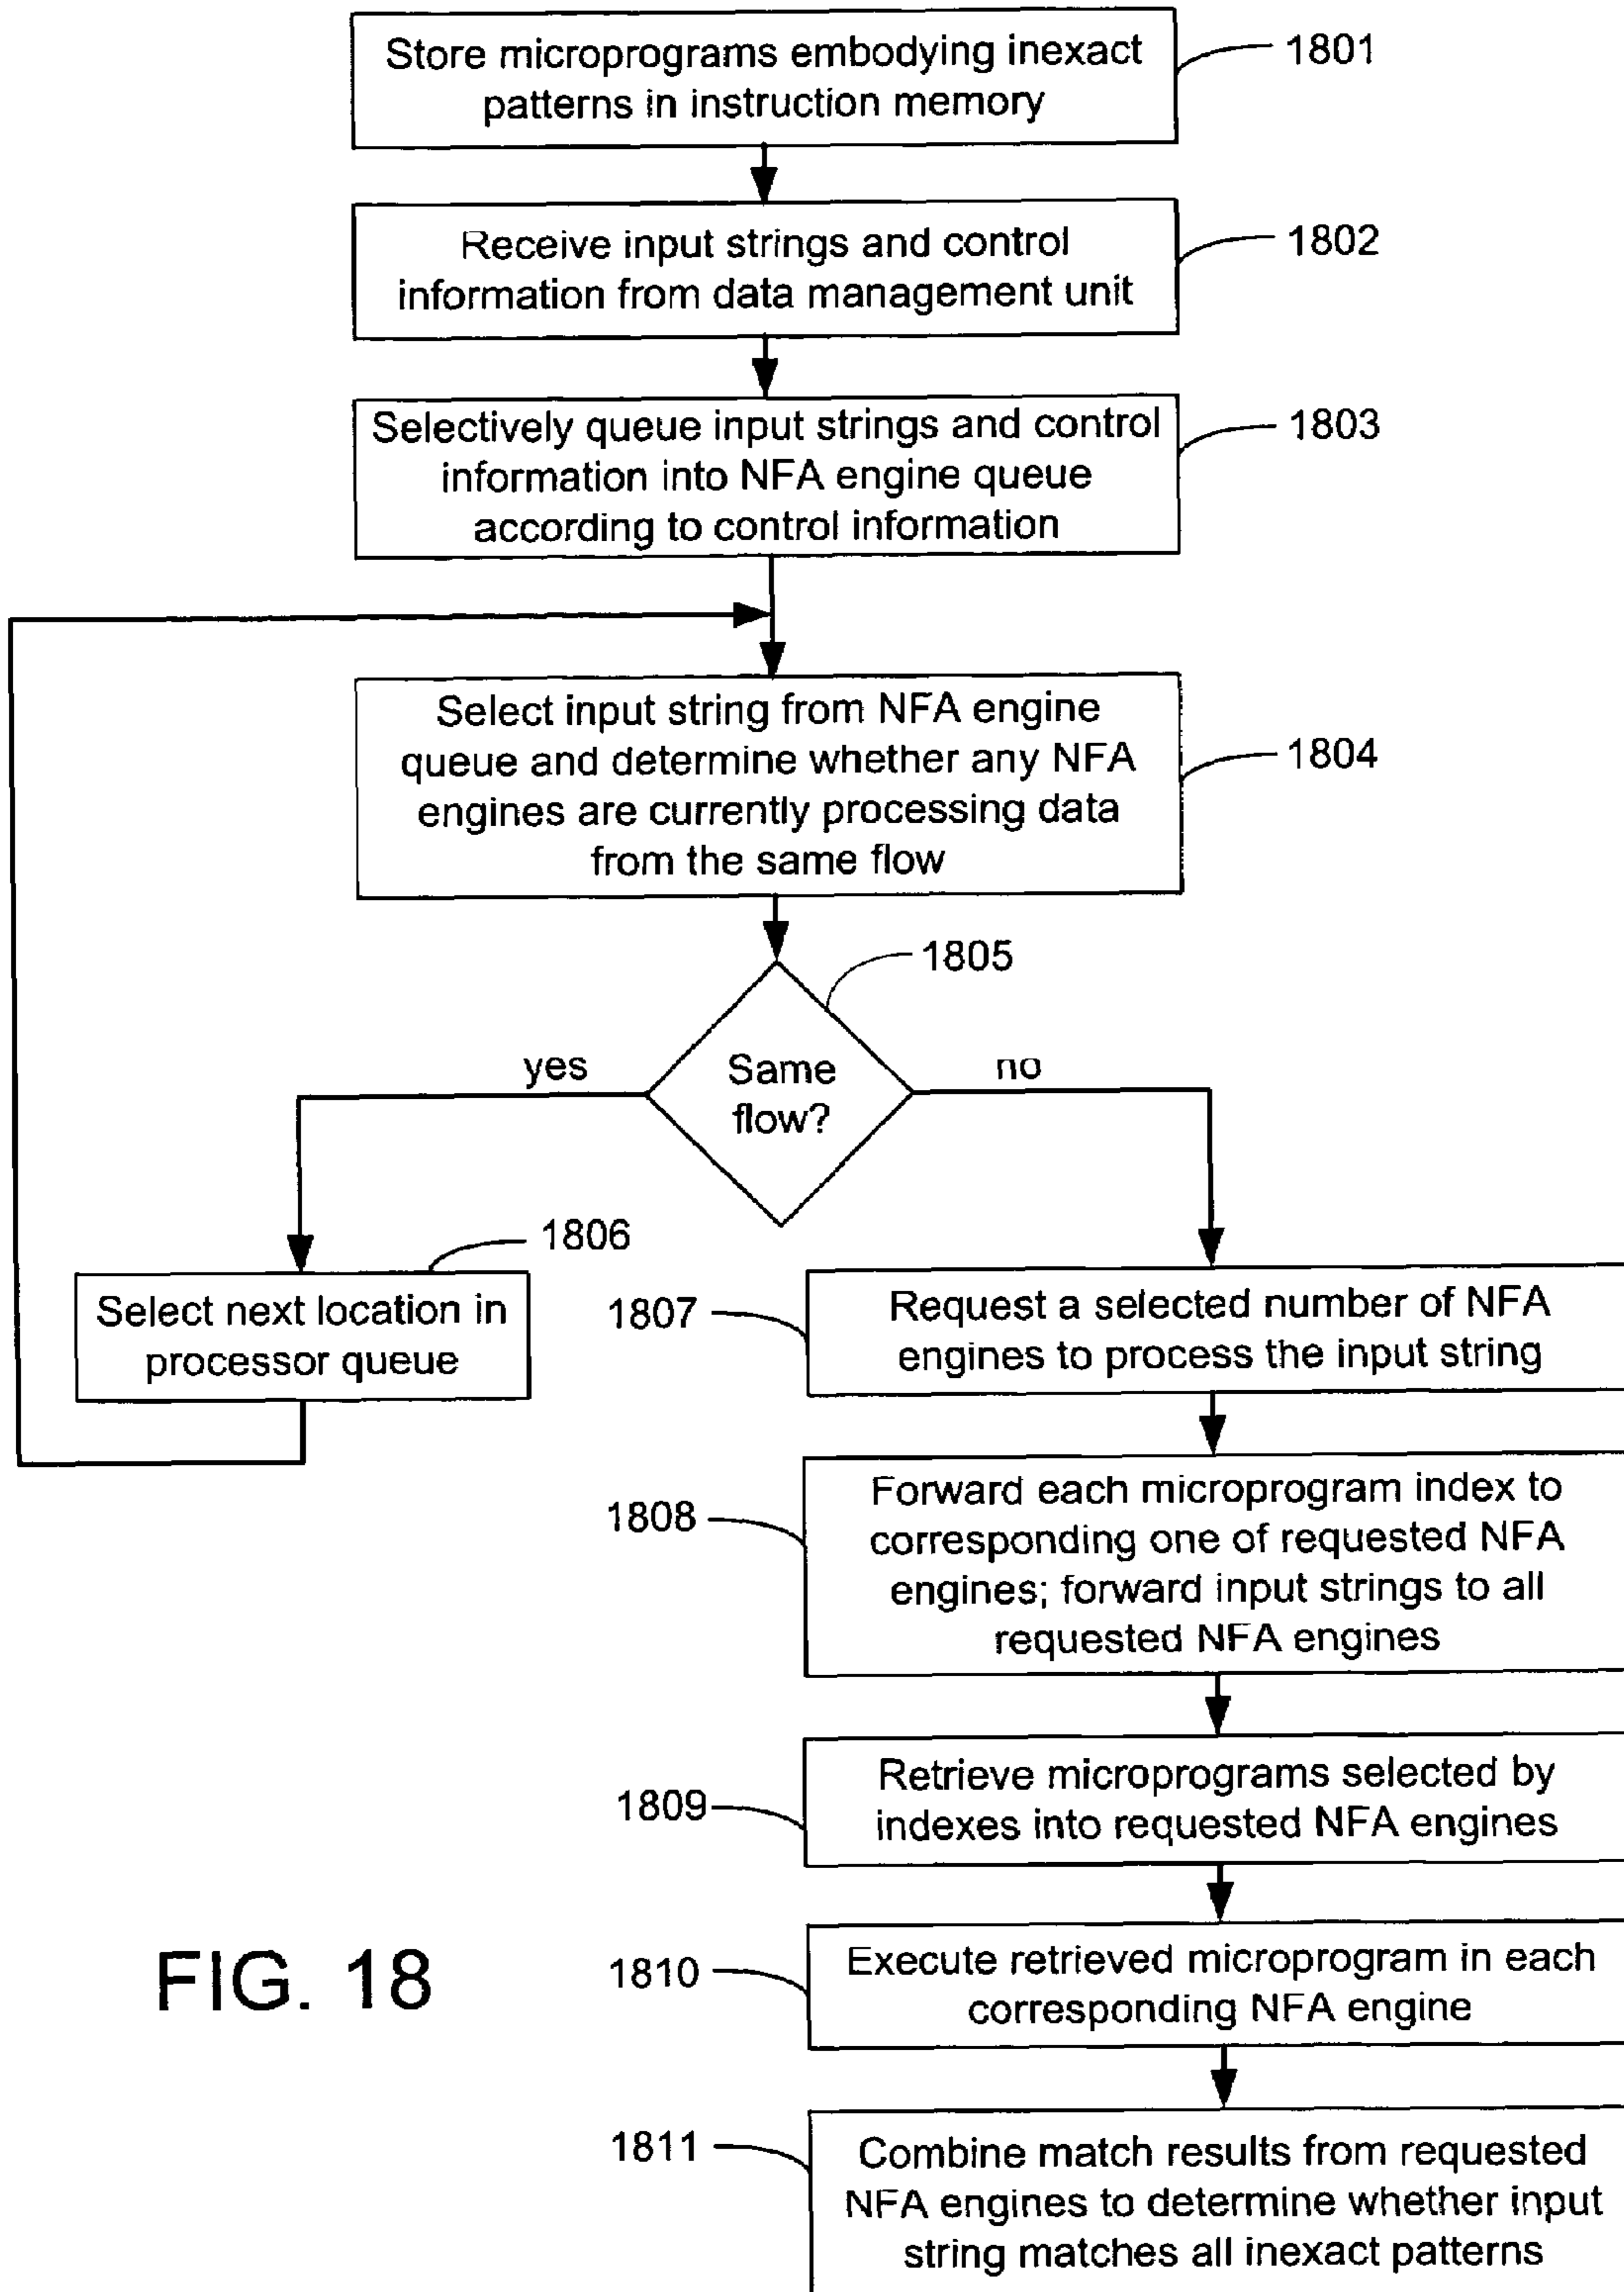 Store microprograms embodying inexact
patterns in instruction memory
1801
Receive input strings and control
information from data management unit
1802
Selectively queue input strings and control
information into NFA engine queue
according to control information
1803
Select input string from NFA engine
queue and determine whether any NFA
engines are currently processing data
from the same flow
1804
1805
Same
flow?
yes
no
1806
Select next location in
processor queue
1807
Request a selected number of NFA
engines to process the input string
1808
Forward each microprogram index to
corresponding one of requested NFA
engines; forward input strings to all
requested NFA engines
1809
Retrieve microprograms selected by
indexes into requested NFA engines
1810
Execute retrieved microprogram in each
corresponding NFA engine
1811
Combine match results from requested
NFA engines to determine whether input
string matches all inexact patterns
FIG. 18